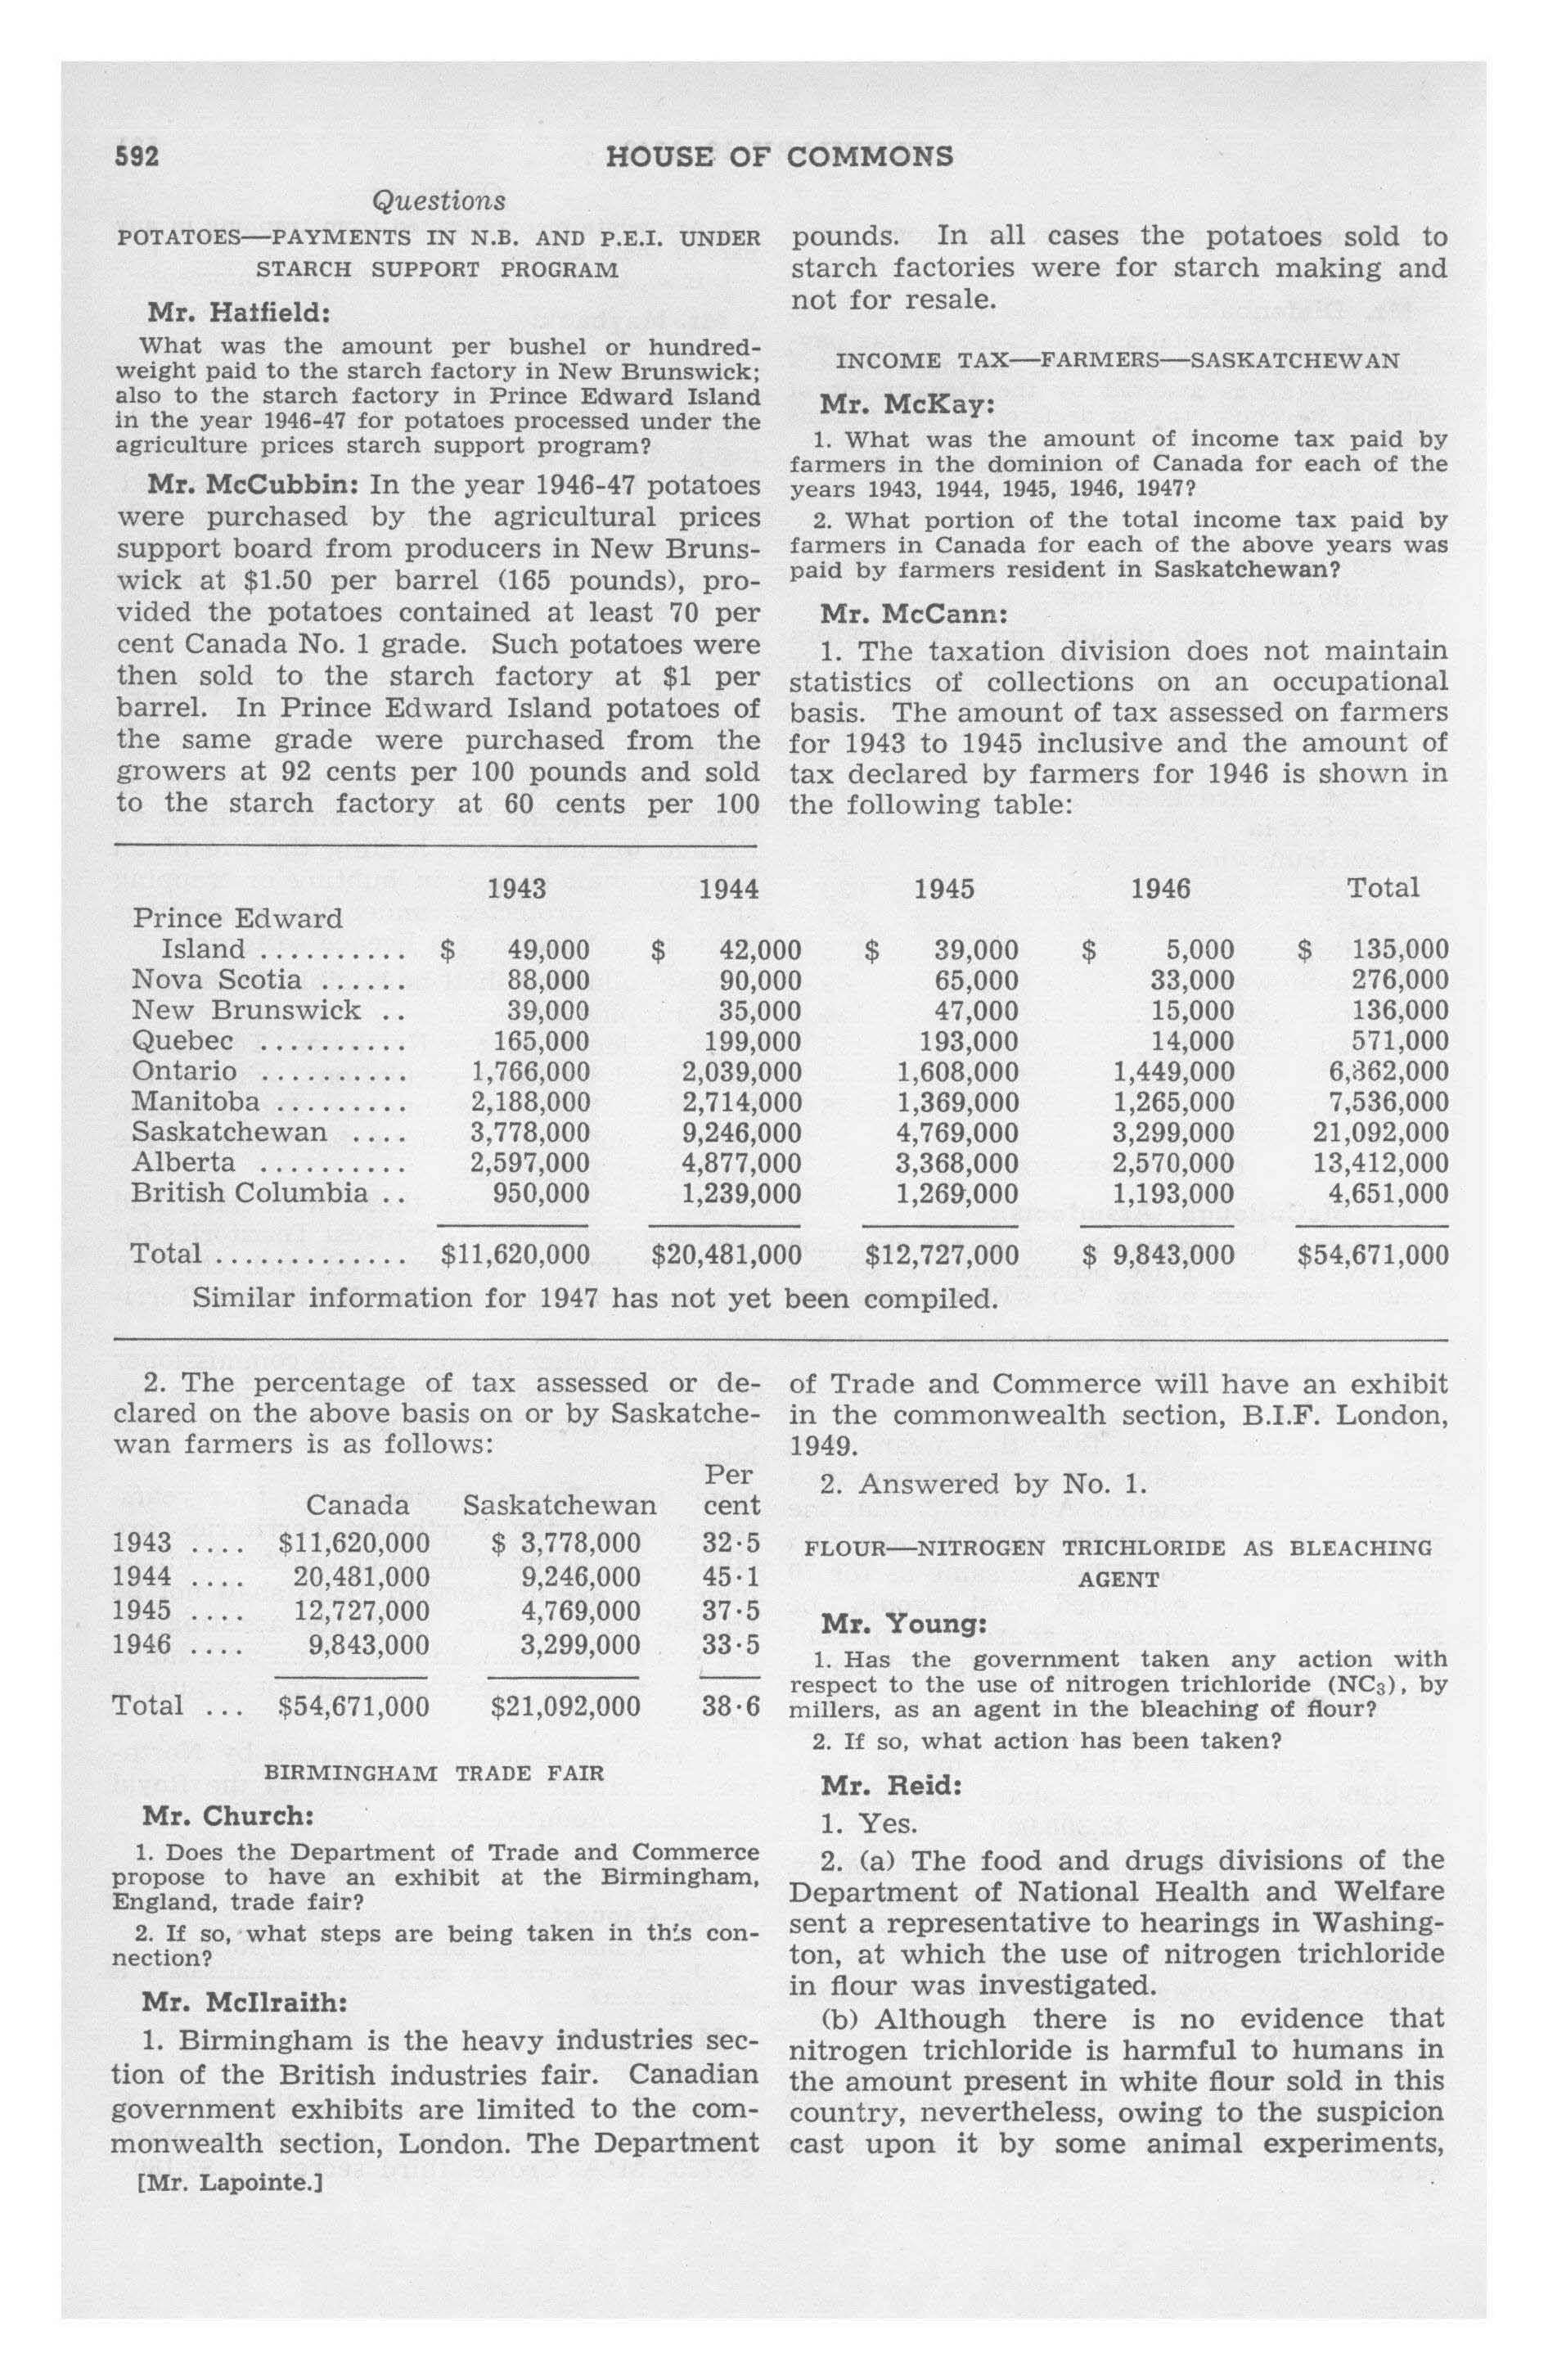 592
HOUSE OF COMMONS
Questions
POTATOES—PAYMENTS IN N.B. AND P.E.I. UNDER
STARCH SUPPORT PROGRAM
Mr. Hatfield:
What was the amount per bushel or hundred-
weight paid to the starch factory in New Brunswick;
also to the starch factory in Prince Edward Island
in the year 1946-47 for potatoes processed under the
agriculture prices starch support program?
Mr. McCubbin: In the year 1946-47 potatoes
were purchased by the agricultural prices
support board from producers in New Bruns-
wick at $1.50 per barrel (165 pounds), pro-
vided the potatoes contained at least 70 per
cent Canada No. 1 grade. Such potatoes were
then sold to the starch factory at $1 per
barrel. In Prince Edward Island potatoes of
the same grade were purchased from the
growers at 92 cents per 100 pounds and sold
to the starch factory at 60 cents per 100
pounds. In all cases the potatoes sold to
starch factories were for starch making and
not for resale.
INCOME TAX—FARMERS—SASKATCHEWAN
Mr. McKay:
1. What was the amount of income tax paid by
farmers in the dominion of Canada for each of the
years 1943, 1944, 1945, 1946, 1947?
2. What portion of the total income tax paid by
farmers in Canada for each of the above years was
paid by farmers resident in Saskatchewan?
Mr. McCann:
1. The taxation division does not maintain
statistics of collections on an occupational
basis. The amount of tax assessed on farmers
for 1943 to 1945 inclusive and the amount of
tax declared by farmers for 1946 is shown in
the following table:
1943 1944 1945 1946 Total
Prince Edward
Island .......... $ 49,000 $ 42,000 $ 39,000 $ 5,000 $ 135,000
Nova Scotia ...... 88,000 90,000 65,000 33,000 276,000
New Brunswick .. 39,000 35,000 47,000 15,000 136,000
Quebec .......... 165,000 199,000 193,000 14,000 571,000
Ontario .......... 1,766,000 2,039,000 1,608,000 1,449,000 6,862,000
Manitoba ......... 2,188,000 2,714,000 1,369,000 1,265,000 7,536,000
Saskatchewan .... 3,778,000 9,246,000 4,769,000 3,299,000 21,092,000
Alberta .......... 2,597,000 4,877,000 3,368,000 2,570,000 13,412,000
British Columbia .. 950,000 1,239,000 1,269,000 1,193,000 4,651,000
Total ............. $11,620,000 $20,481,000 $12,727,000 $ 9,843,000 $54,671,000
Similar information for 1947 has not yet been compiled.
2. The percentage of tax assessed or de-
clared on the above basis on or by Saskatche-
wan farmers is as follows:
Per
Canada Saskatchewan cent
1943 .... $11,620,000 $ 3,778,000 32·5
1944 .... 20,481,000 9,246,000 45·1
1945 .... 12,727,000 4,769,000 37·5
1946 .... 9,843,000 3,299,000 33·5
Total ... $54,671,000 $21,092,000 38·6
BIRMINGHAM TRADE FAIR
Mr. Church:
1. Does the Department of Trade and Commerce
propose to have an exhibit at the Birmingham,
England, trade fair?
2. If so, what steps are being taken in this con-
nection?
Mr. McIlraith:
1. Birmingham is the heavy industries sec-
tion of the British industries fair. Canadian
government exhibits are limited to the com-
monwealth section, London. The Department
[Mr. Lapointe.]
of Trade and Commerce will have an exhibit
in the commonwealth section, B.I.F. London,
1949.
2. Answered by No. 1.
FLOUR—NITROGEN TRICHLORIDE AS BLEACHING
AGENT
Mr. Young:
1. Has the government taken any action with
respect to the use of nitrogen trichloride (NC₃), by
millers, as an agent in the bleaching of flour?
2. If so, what action has been taken?
Mr. Reid:
1. Yes.
2. (a) The food and drugs divisions of the
Department of National Health and Welfare
sent a representative to hearings in Washing-
ton, at which the use of nitrogen trichloride
in flour was investigated.
(b) Although there is no evidence that
nitrogen trichloride is harmful to humans in
the amount present in white flour sold in this
country, nevertheless, owing to the suspicion
cast upon it by some animal experiments,